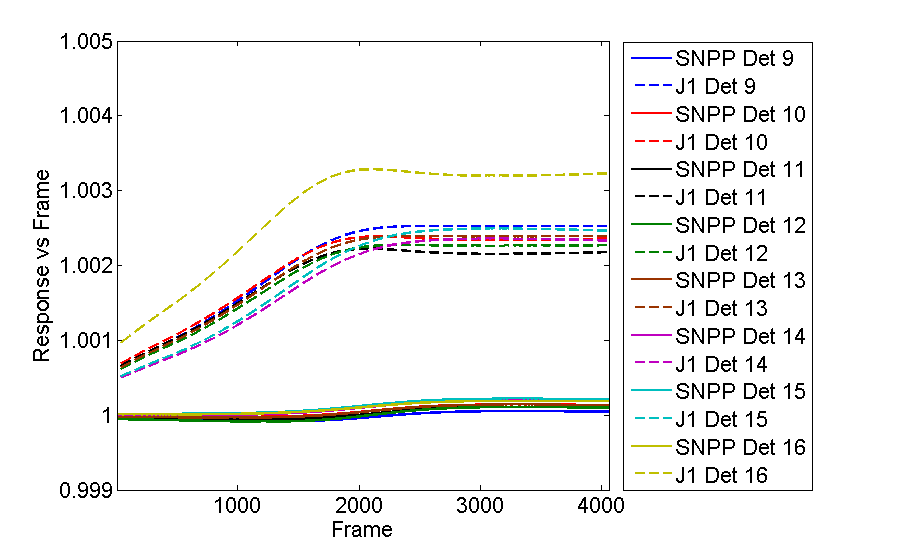 1.005
1.004
1.003
1.002
1.001
1
0.999
Response vs Frame
1000
2000
3000
4000
Frame
SNPP Det 9
J1 Det 9
SNPP Det 10
J1 Det 10
SNPP Det 11
J1 Det 11
SNPP Det 12
J1 Det 12
SNPP Det 13
J1 Det 13
SNPP Det 14
J1 Det 14
SNPP Det 15
J1 Det 15
SNPP Det 16
J1 Det 16